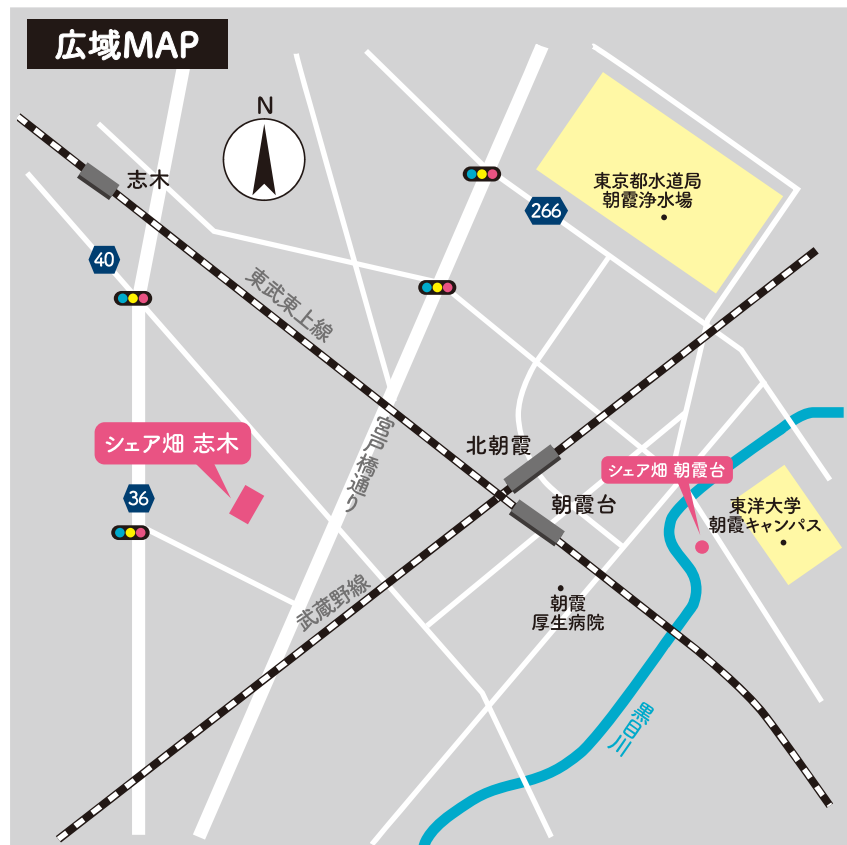 広域MAP
N
志木
東京都水道局
朝霞浄水場
266
40
東武東上線
宮戸橋通り
シェア畑 志木
北朝霞
シェア畑 朝霞台
36
朝霞台
東洋大学
朝霞キャンパス
武蔵野線
朝霞
厚生病院
黒目川